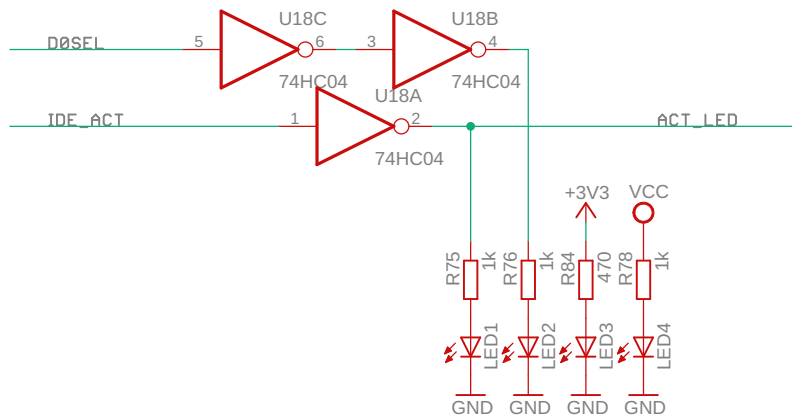 U18C U18B
D0SEL 5 6 3 4
74HC04 74HC04
U18A
IDE_ACT 1 2 ACT_LED
74HC04
+3V3 VCC
R75 1k R76 1k R84 470 R78 1k
LED1 LED2 LED3 LED4
GND GND GND GND